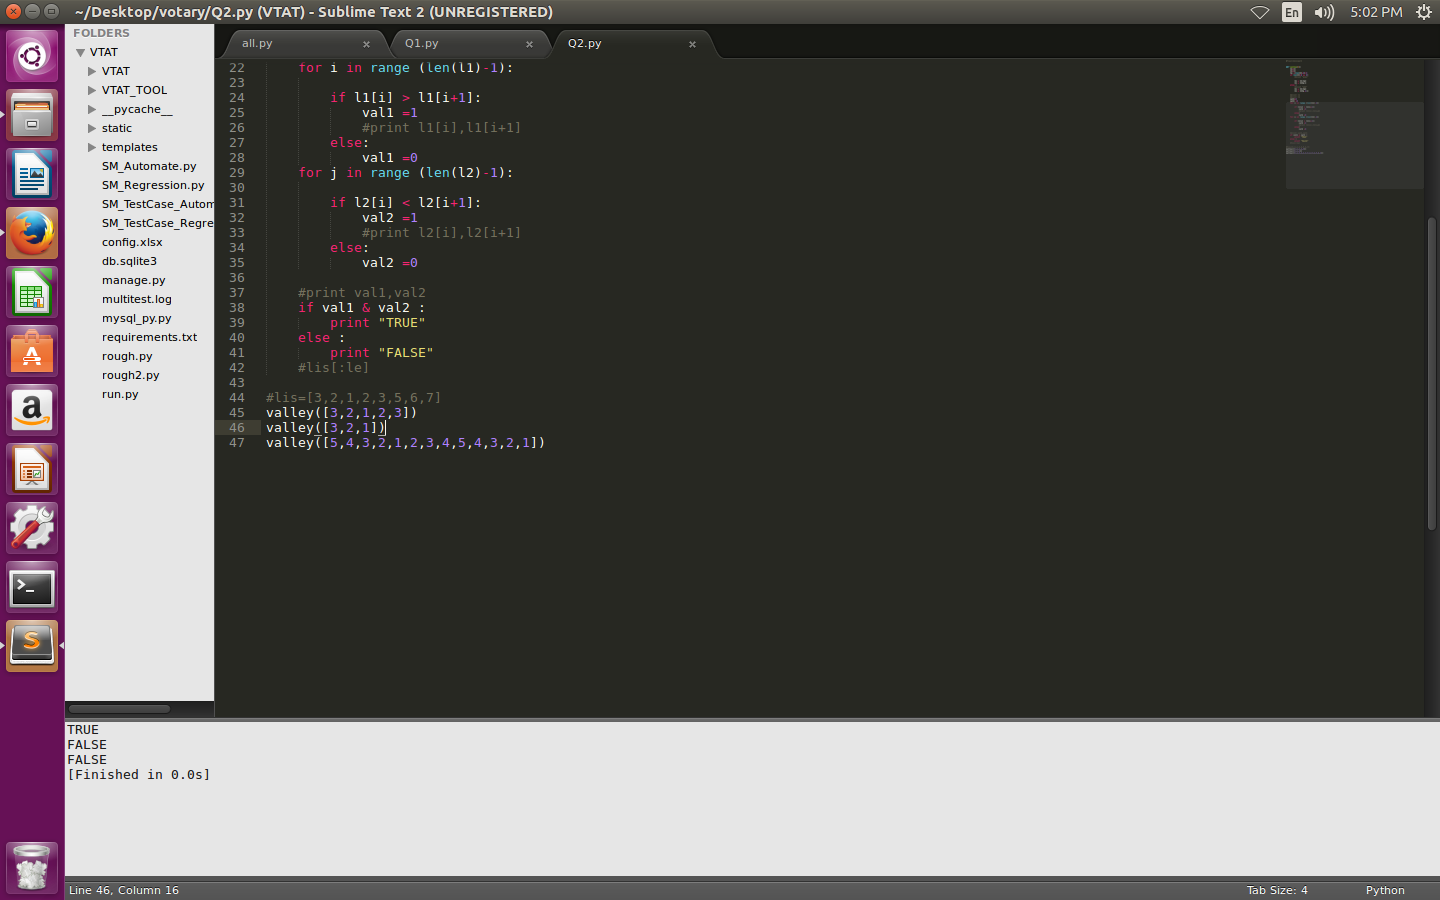 ~/Desktop/votary/Q2.py (VTAT) - Sublime Text 2 (UNREGISTERED)
En
5:02 PM
FOLDERS
VTAT
VTAT
VTAT_TOOL
__pycache__
static
templates
SM_Automate.py
SM_Regression.py
SM_TestCase_Autom
SM_TestCase_Regre
config.xlsx
db.sqlite3
manage.py
multitest.log
mysql_py.py
requirements.txt
rough.py
rough2.py
run.py
all.py
Q1.py
Q2.py
22 for i in range (len(l1)-1):
23
24 if l1[i] > l1[i+1]:
25 val1 =1
26 #print l1[i],l1[i+1]
27 else:
28 val1 =0
29 for j in range (len(l2)-1):
30
31 if l2[i] < l2[i+1]:
32 val2 =1
33 #print l2[i],l2[i+1]
34 else:
35 val2 =0
36
37 #print val1,val2
38 if val1 & val2 :
39 print "TRUE"
40 else :
41 print "FALSE"
42 #lis[:le]
43
44 #lis=[3,2,1,2,3,5,6,7]
45 valley([3,2,1,2,3])
46 valley([3,2,1])
47 valley([5,4,3,2,1,2,3,4,5,4,3,2,1])
TRUE
FALSE
FALSE
[Finished in 0.0s]
Line 46, Column 16
Tab Size: 4
Python